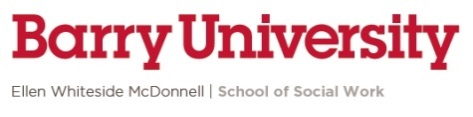 Barry University
Ellen Whiteside McDonnell | School of Social Work